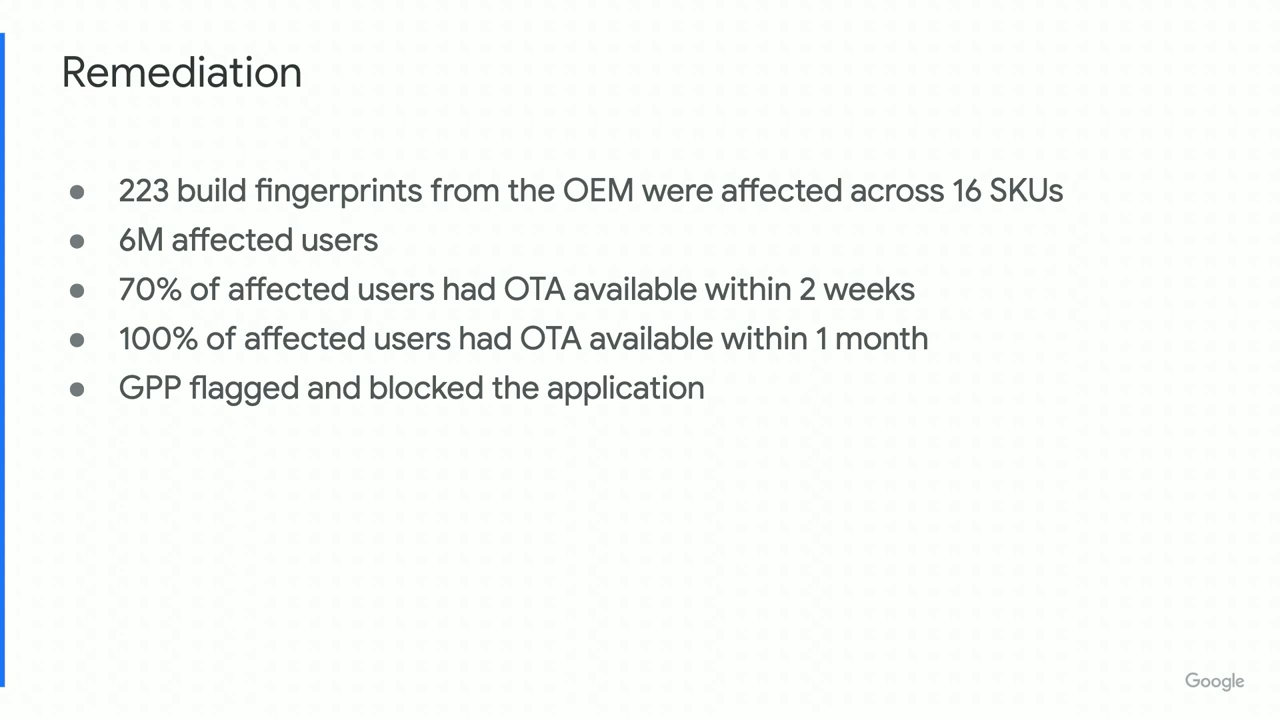 Remediation
● 223 build fingerprints from the OEM were affected across 16 SKUs
● 6M affected users
● 70% of affected users had OTA available within 2 weeks
● 100% of affected users had OTA available within 1 month
● GPP flagged and blocked the application
Google